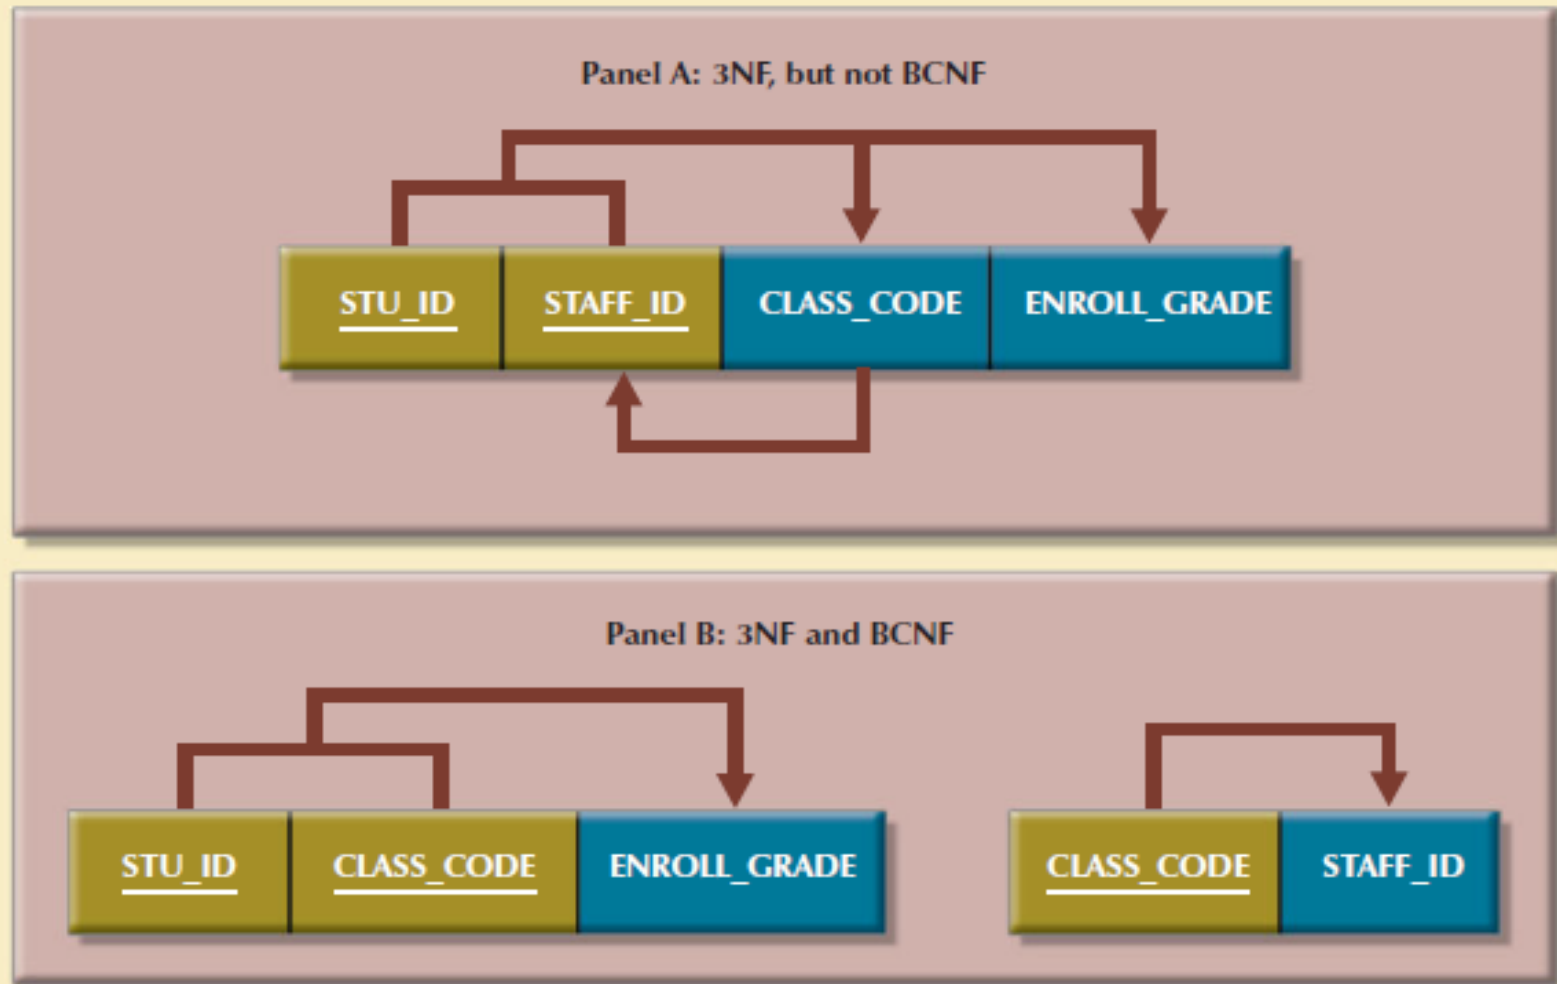 Panel A: 3NF, but not BCNF
STU_ID STAFF_ID CLASS_CODE ENROLL_GRADE
Panel B: 3NF and BCNF
STU_ID CLASS_CODE ENROLL_GRADE CLASS_CODE STAFF_ID